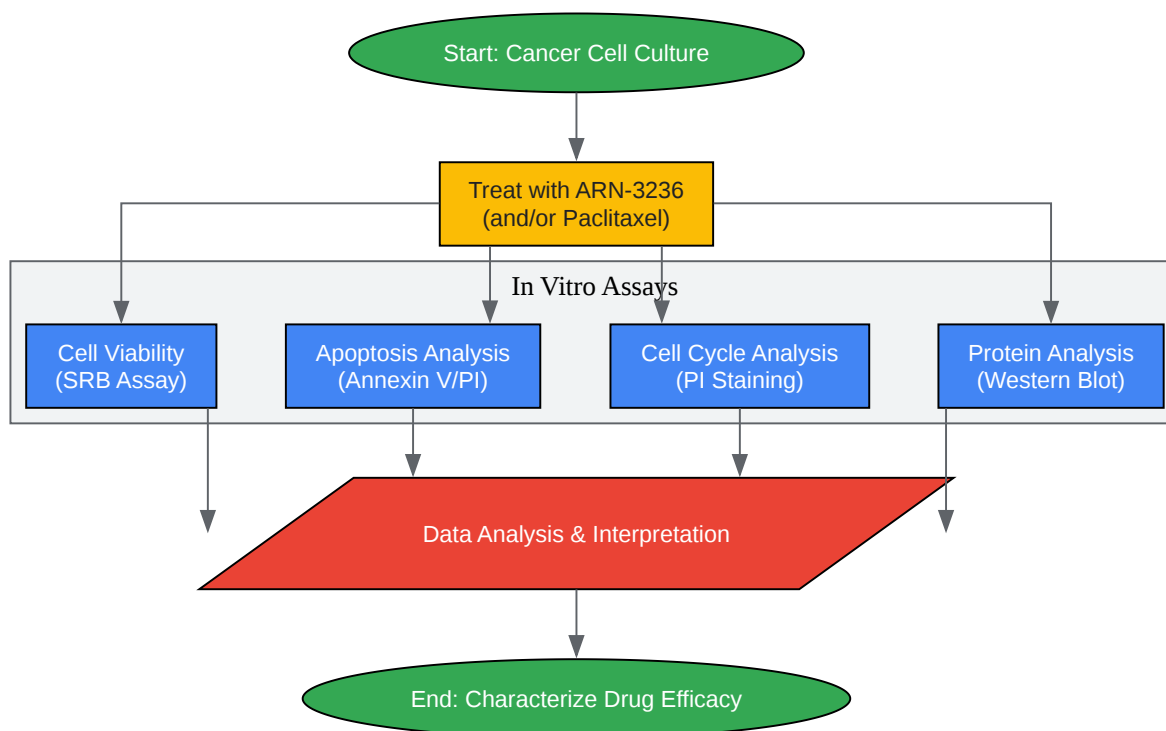 Start: Cancer Cell Culture
Treat with ARN-3236
(and/or Paclitaxel)
In Vitro Assays
Cell Viability
(SRB Assay)
Apoptosis Analysis
(Annexin V/PI)
Cell Cycle Analysis
(PI Staining)
Protein Analysis
(Western Blot)
Data Analysis & Interpretation
End: Characterize Drug Efficacy